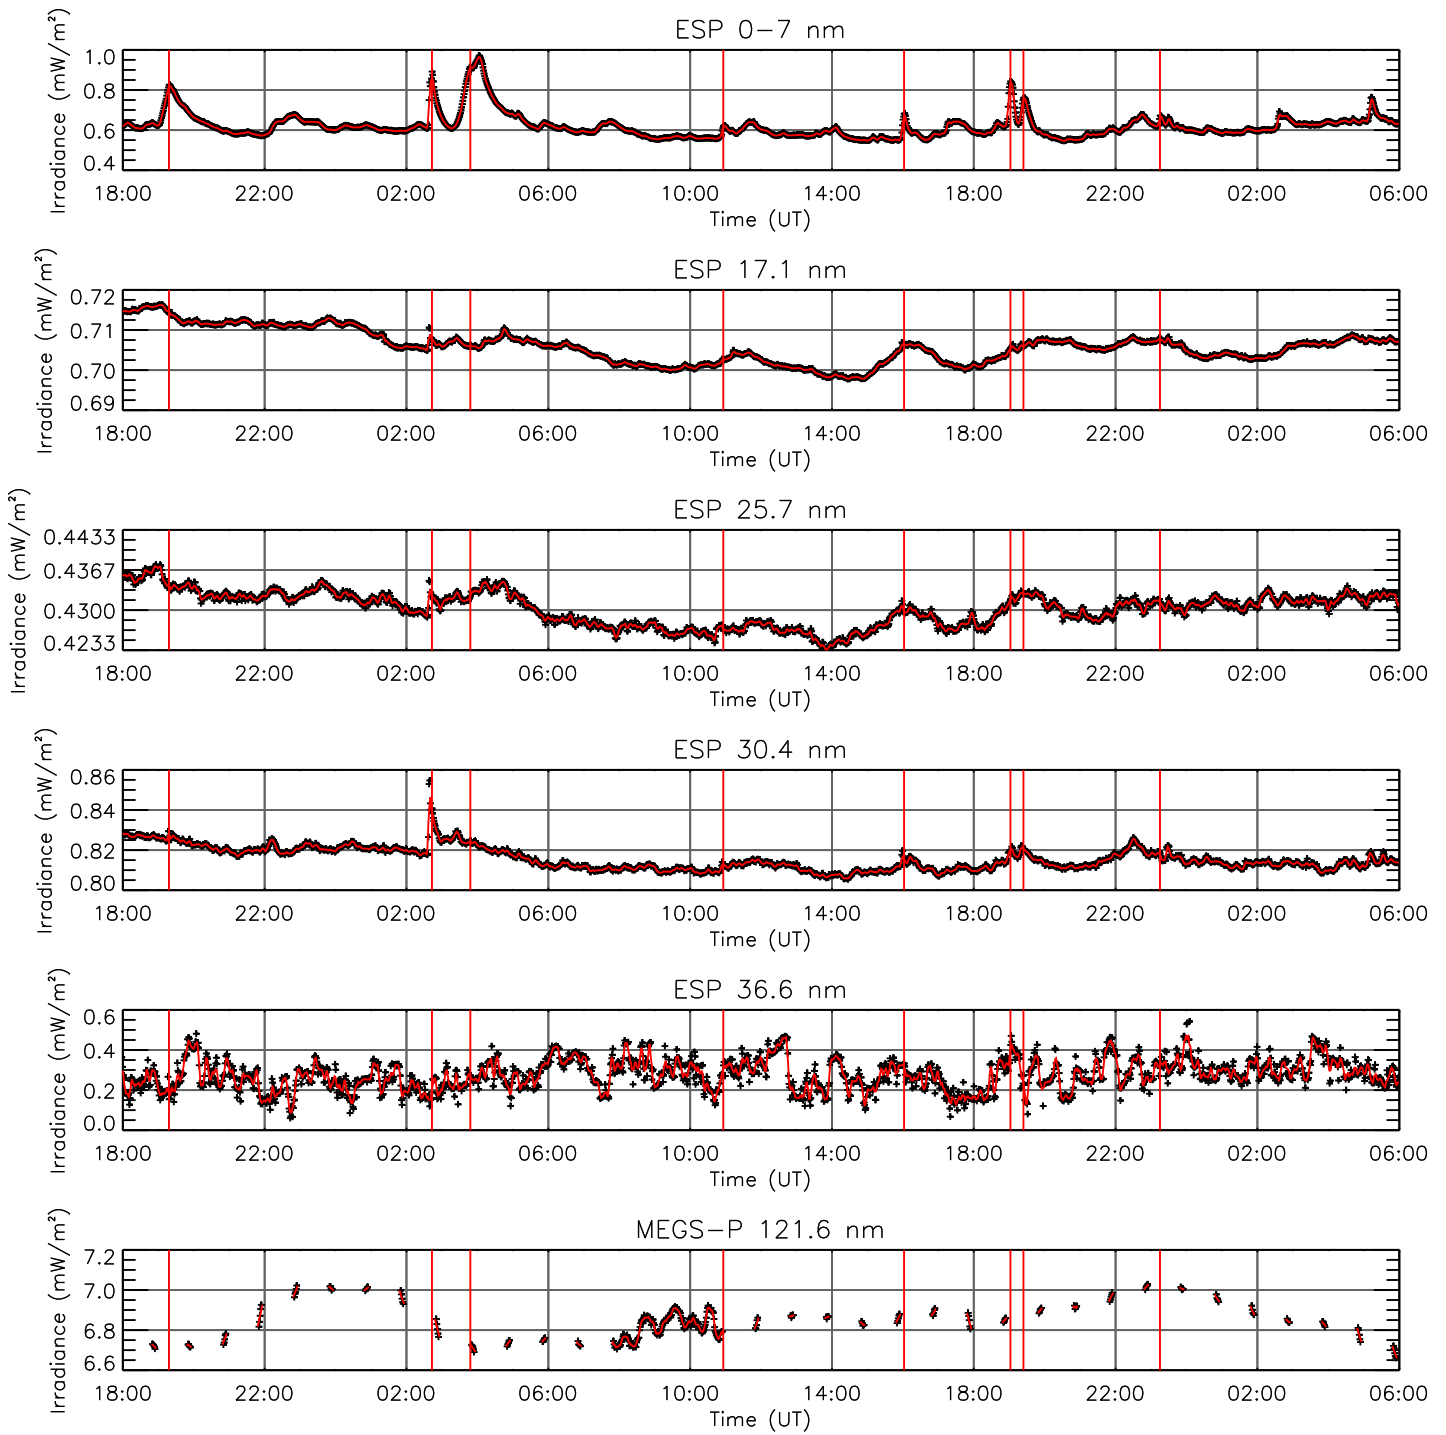 ESP 0−7 nm
Irradiance (mW/m²)
1.0
0.8
0.6
0.4
18:00 22:00 02:00 06:00 10:00 14:00 18:00 22:00 02:00 06:00
Time (UT)
ESP 17.1 nm
Irradiance (mW/m²)
0.72
0.71
0.70
0.69
18:00 22:00 02:00 06:00 10:00 14:00 18:00 22:00 02:00 06:00
Time (UT)
ESP 25.7 nm
Irradiance (mW/m²)
0.4433
0.4367
0.4300
0.4233
18:00 22:00 02:00 06:00 10:00 14:00 18:00 22:00 02:00 06:00
Time (UT)
ESP 30.4 nm
Irradiance (mW/m²)
0.86
0.84
0.82
0.80
18:00 22:00 02:00 06:00 10:00 14:00 18:00 22:00 02:00 06:00
Time (UT)
ESP 36.6 nm
Irradiance (mW/m²)
0.6
0.4
0.2
0.0
18:00 22:00 02:00 06:00 10:00 14:00 18:00 22:00 02:00 06:00
Time (UT)
MEGS−P 121.6 nm
Irradiance (mW/m²)
7.2
7.0
6.8
6.6
18:00 22:00 02:00 06:00 10:00 14:00 18:00 22:00 02:00 06:00
Time (UT)